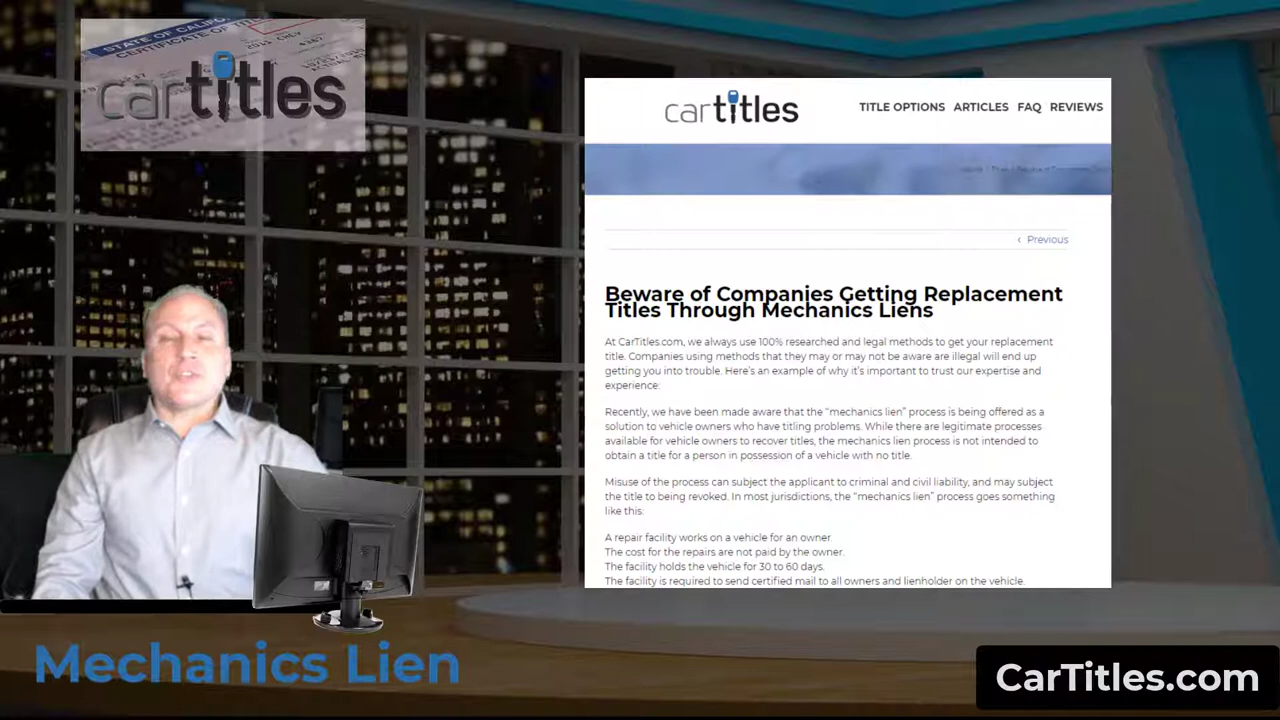 STATE OF CALIFO
CERTIFICATE OF
cartitles
cartitles
TITLE OPTIONS ARTICLES FAQ REVIEWS
‹ Previous
Beware of Companies Getting Replacement
Titles Through Mechanics Liens
At CarTitles.com, we always use 100% researched and legal methods to get your replacement
title. Companies using methods that they may or may not be aware are illegal will end up
getting you into trouble. Here's an example of why it's important to trust our expertise and
experience:
Recently, we have been made aware that the "mechanics lien" process is being offered as a
solution to vehicle owners who have titling problems. While there are legitimate processes
available for vehicle owners to recover titles, the mechanics lien process is not intended to
obtain a title for a person in possession of a vehicle with no title.
Misuse of the process can subject the applicant to criminal and civil liability, and may subject
the title to being revoked. In most jurisdictions, the "mechanics lien" process goes something
like this:
A repair facility works on a vehicle for an owner.
The cost for the repairs are not paid by the owner.
The facility holds the vehicle for 30 to 60 days.
The facility is required to send certified mail to all owners and lienholder on the vehicle.
Mechanics Lien
CarTitles.com